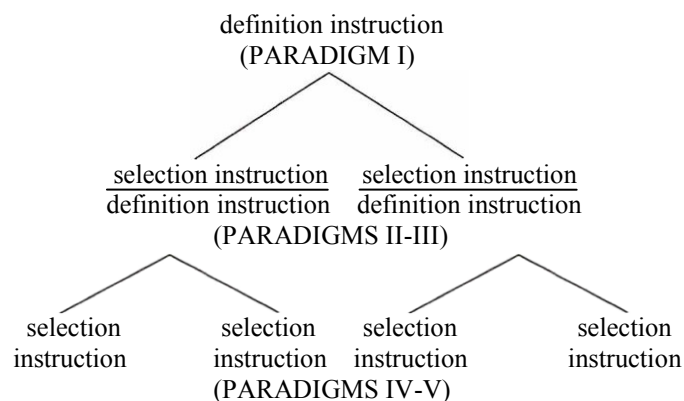 definition instruction
(PARADIGM I)
selection instruction selection instruction
definition instruction definition instruction
(PARADIGMS II-III)
selection selection selection selection
instruction instruction instruction instruction
(PARADIGMS IV-V)